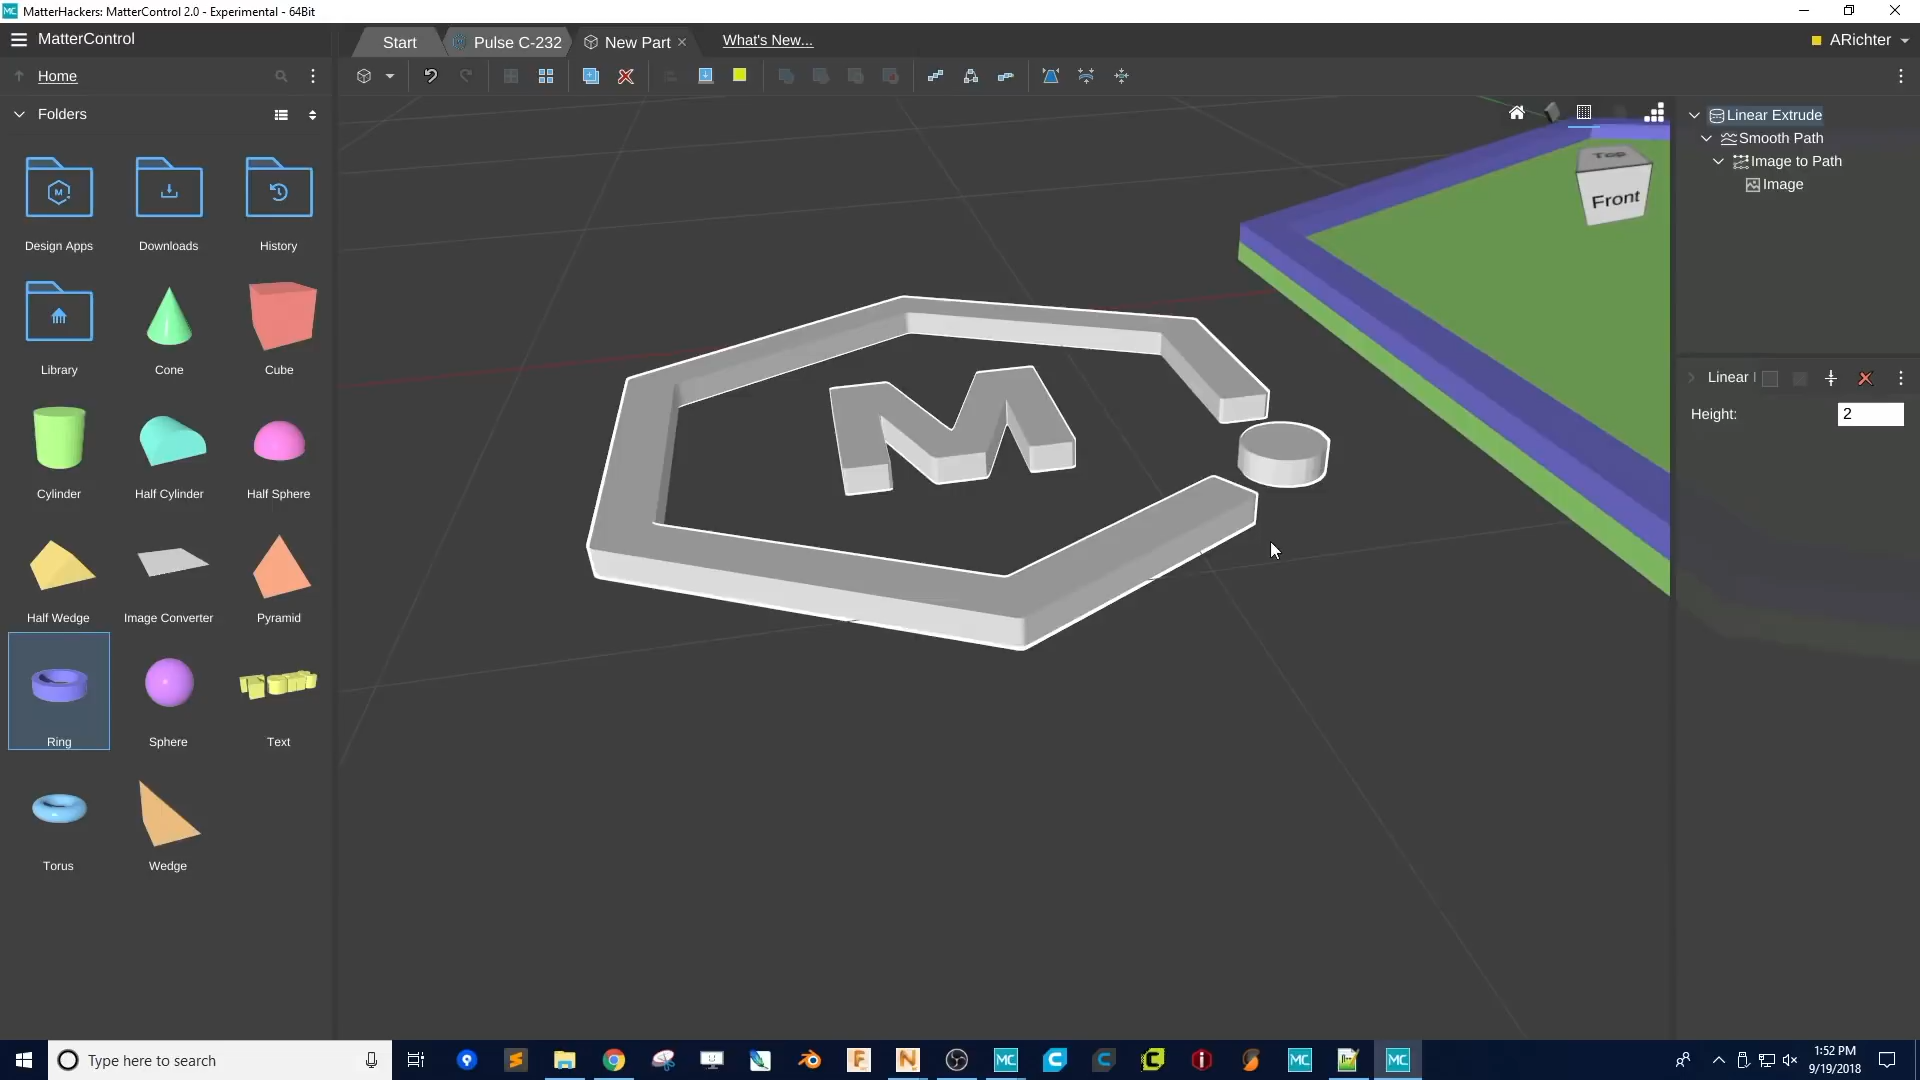 MatterHackers: MatterControl 2.0 - Experimental - 64Bit
MatterControl
Start
Pulse C-232
New Part
What's New...
ARichter
Home
Folders
Design Apps
Downloads
History
Library
Cone
Cube
Cylinder
Half Cylinder
Half Sphere
Half Wedge
Image Converter
Pyramid
Ring
Sphere
Text
Torus
Wedge
M
Top
Front
Linear Extrude
Smooth Path
Image to Path
Image
Linear
Height:
2
Type here to search
1:52 PM
9/19/2018